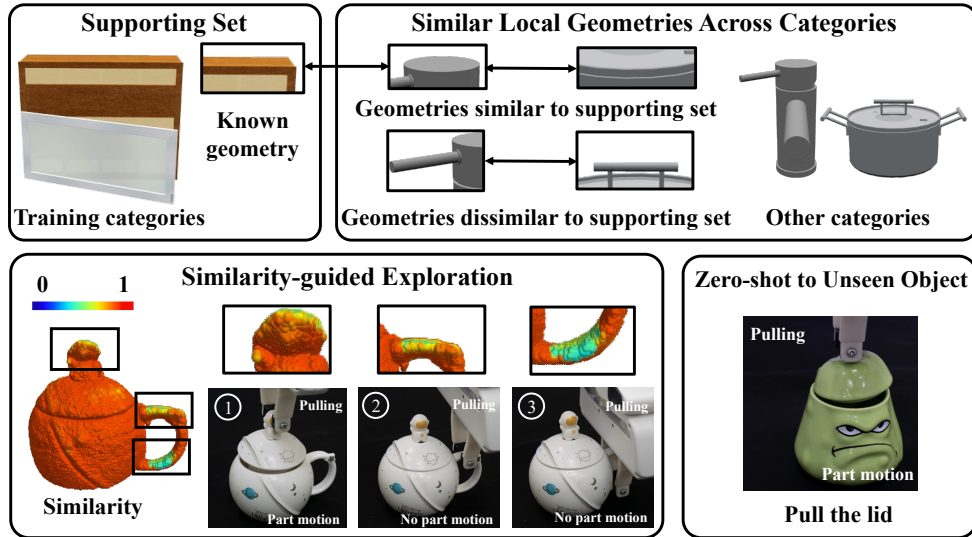 Supporting Set
Known
geometry
Training categories
Similar Local Geometries Across Categories
Geometries similar to supporting set
Geometries dissimilar to supporting set
Other categories
Similarity-guided Exploration
0 1
Similarity
1 Pulling
Part motion
2 Pulling
No part motion
3 Pulling
No part motion
Zero-shot to Unseen Object
Pulling
Part motion
Pull the lid